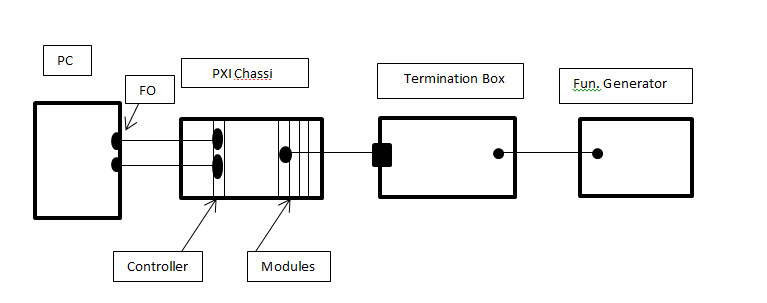 PC
FO
PXI Chassi
Termination Box
Fun. Generator
Controller
Modules